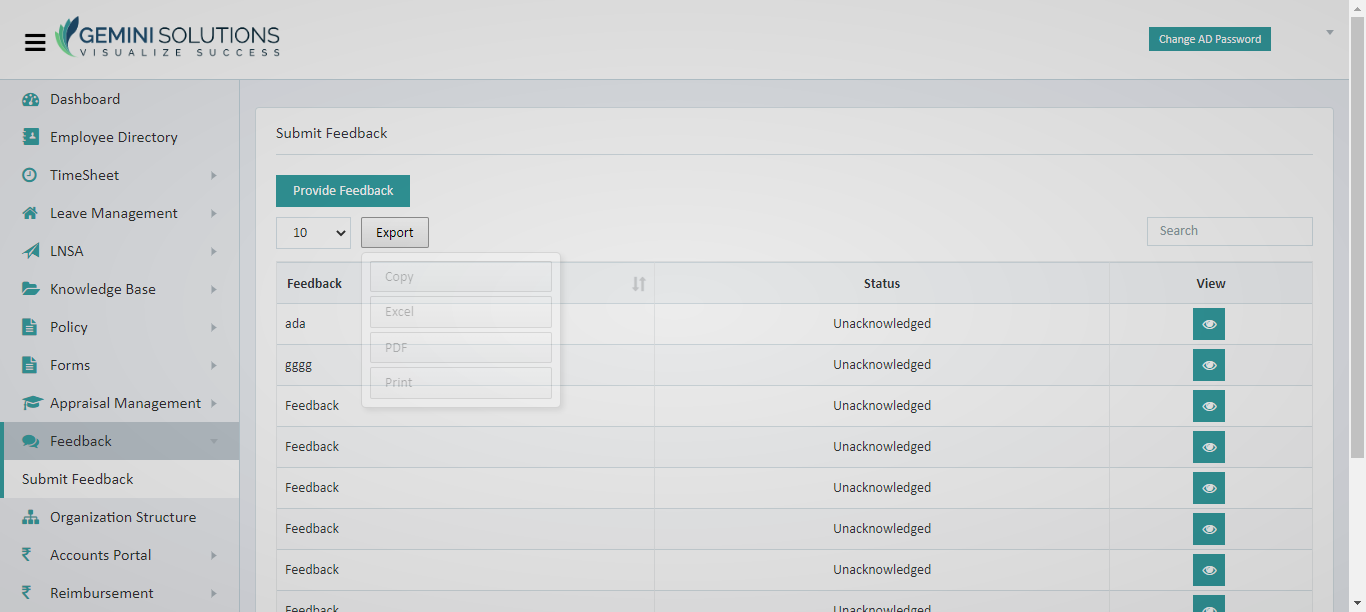 GEMINI SOLUTIONS
VISUALIZE SUCCESS
Change AD Password
Dashboard
Employee Directory
TimeSheet
Leave Management
LNSA
Knowledge Base
Policy
Forms
Appraisal Management
Feedback
Submit Feedback
Organization Structure
Accounts Portal
Reimbursement
Submit Feedback
Provide Feedback
10
Export
Search
Copy
Excel
PDF
Print
Feedback Status View
ada Unacknowledged
gggg Unacknowledged
Feedback Unacknowledged
Feedback Unacknowledged
Feedback Unacknowledged
Feedback Unacknowledged
Feedback Unacknowledged
Feedback Unacknowledged